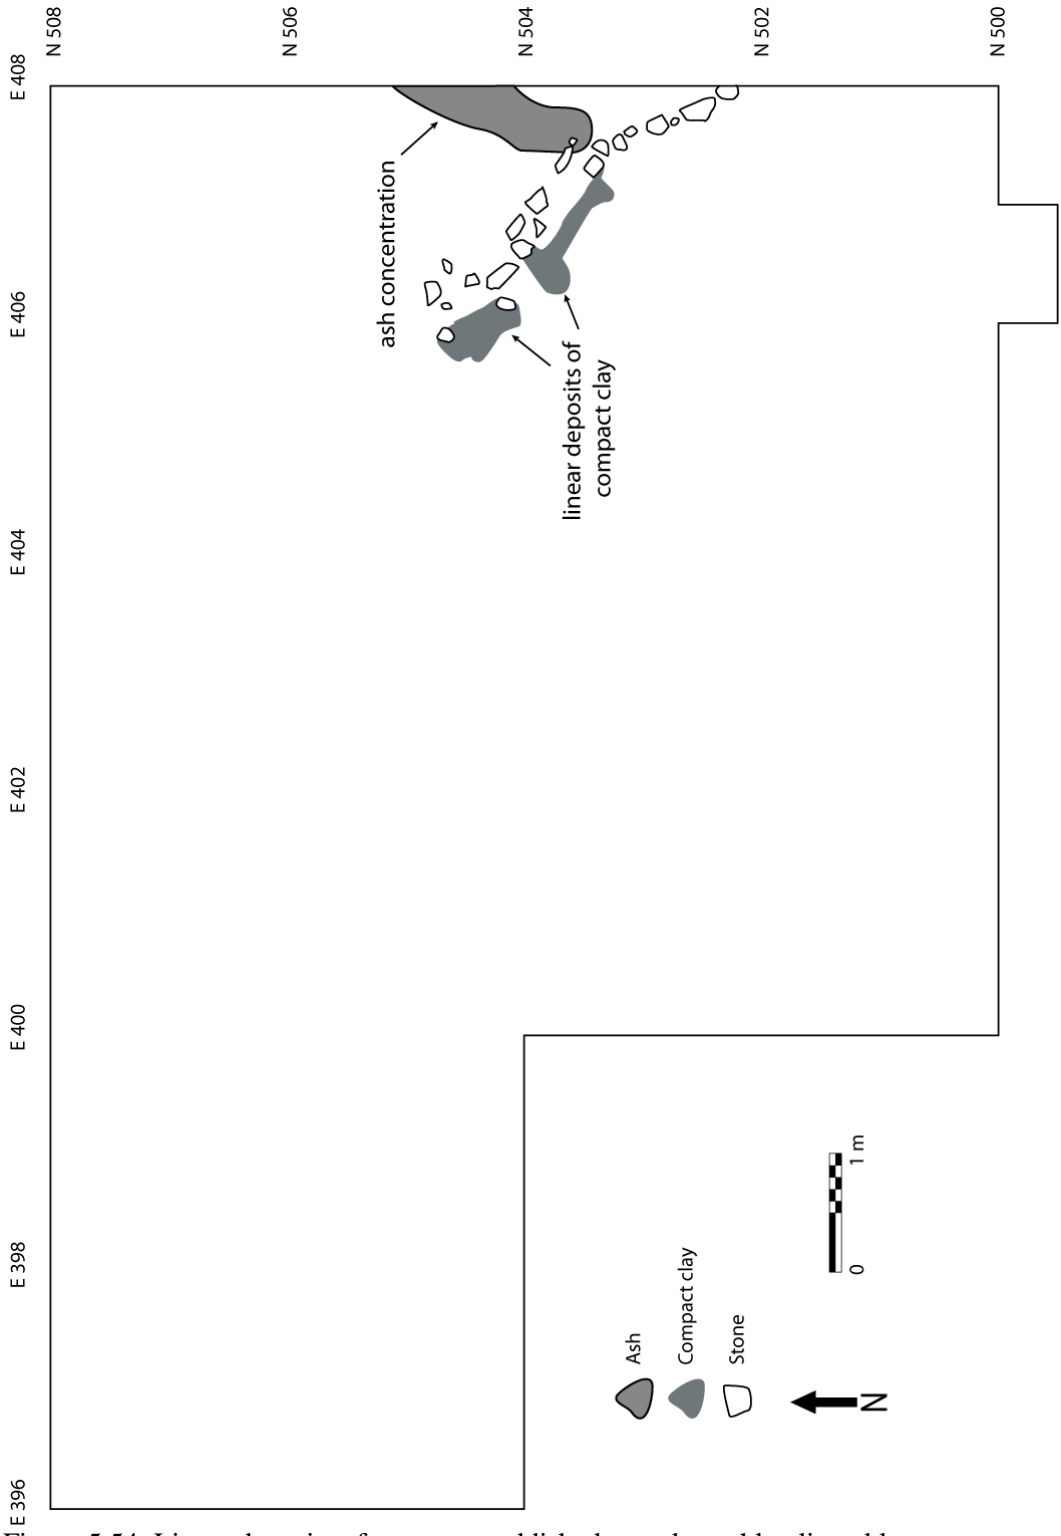 N 508
N 506
N 504
N 502
N 500
E 408
E 406
E 404
E 402
E 400
E 398
E 396
ash concentration
linear deposits of
compact clay
Ash
Compact clay
Stone
0
1 m
N